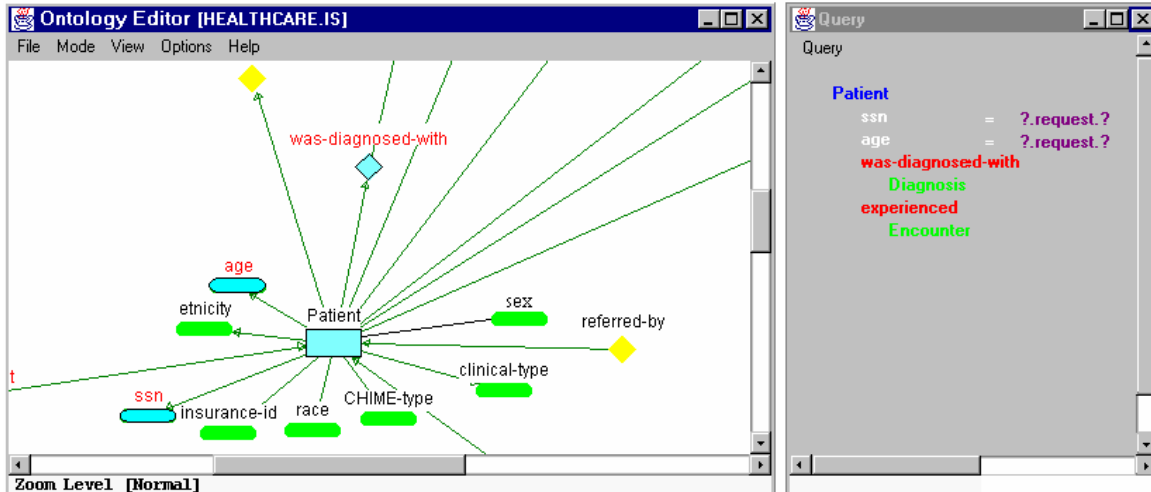 Ontology Editor [HEALTHCARE.IS]
File Mode View Options Help
was-diagnosed-with
age
etnicity
Patient
sex
referred-by
t
clinical-type
ssn
insurance-id
race
CHIME-type
Zoom Level [Normal]
Query
Query
Patient
ssn = ?.request.?
age = ?.request.?
was-diagnosed-with
Diagnosis
experienced
Encounter